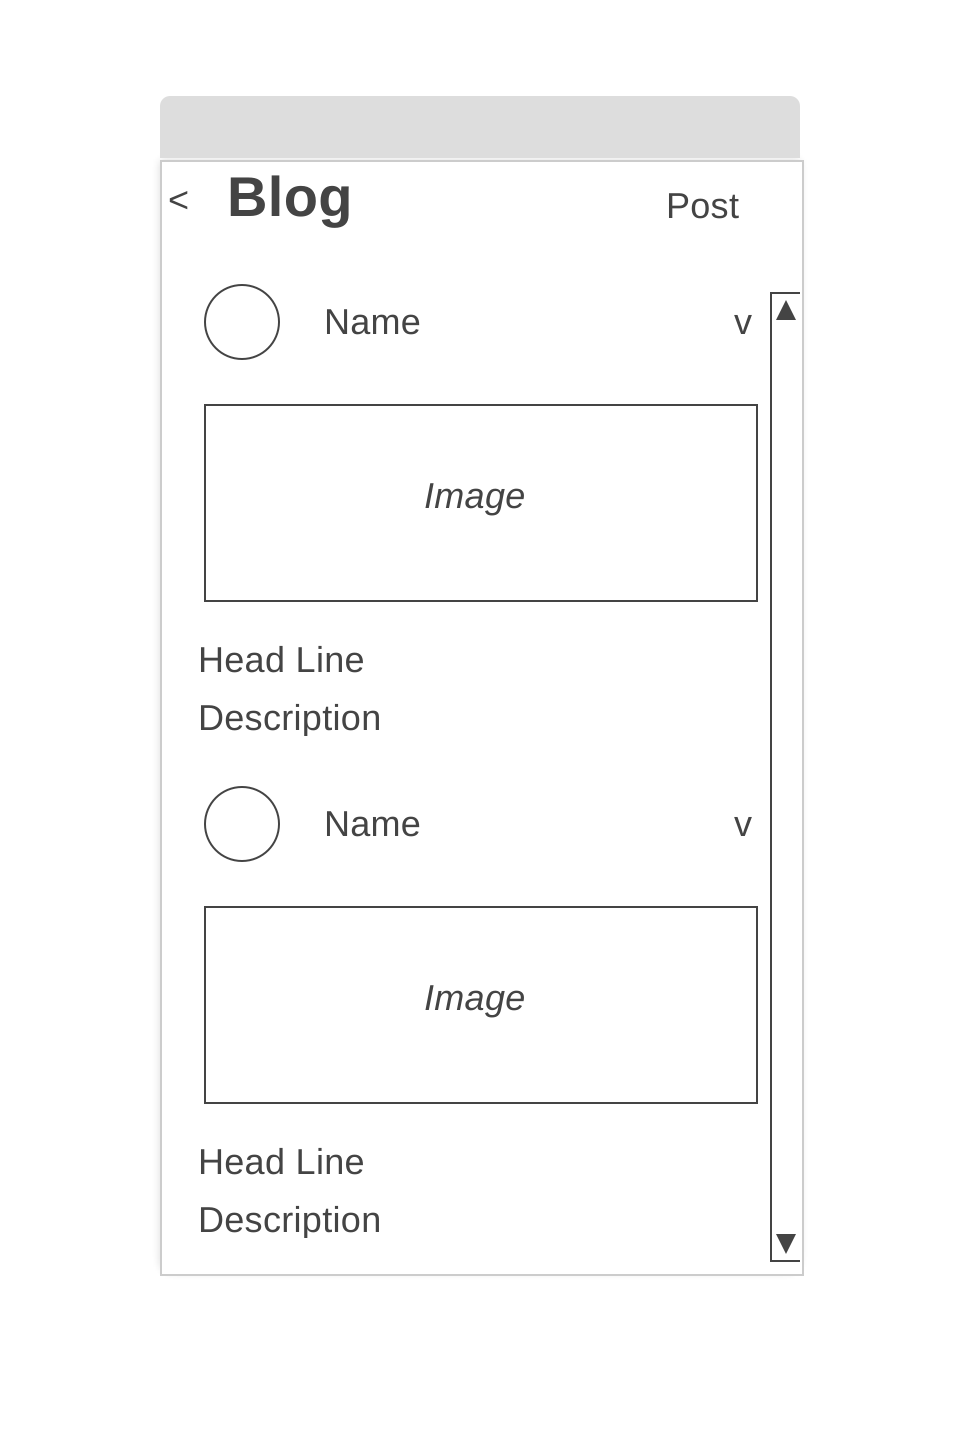 < Blog Post
Name v
Image
Head Line
Description
Name v
Image
Head Line
Description